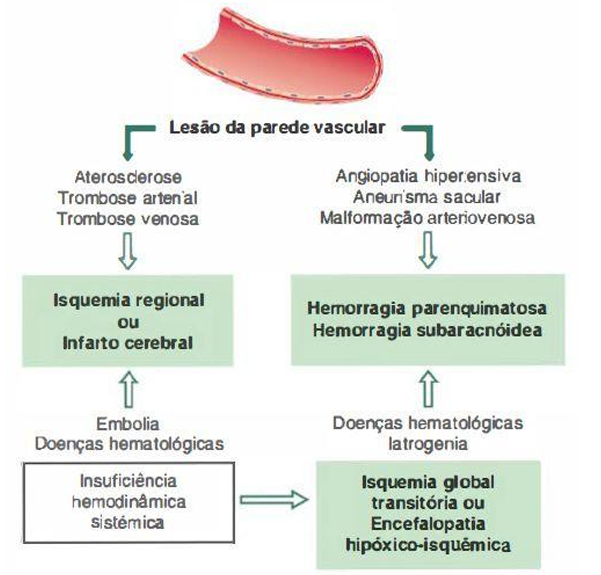 Lesão da parede vascular
Aterosclerose
Trombose arterial
Trombose venosa
Angiopatia hipertensiva
Aneurisma sacular
Malformação arteriovenosa
Isquemia regional
ou
Infarto cerebral
Hemorragia parenquimatosa
Hemorragia subaracnóidea
Embolia
Doenças hematológicas
Doenças hematológicas
Iatrogenia
Insuficiência
hemodinâmica
sistémica
Isquemia global
transitória ou
Encefalopatia
hipóxico-isquêmica